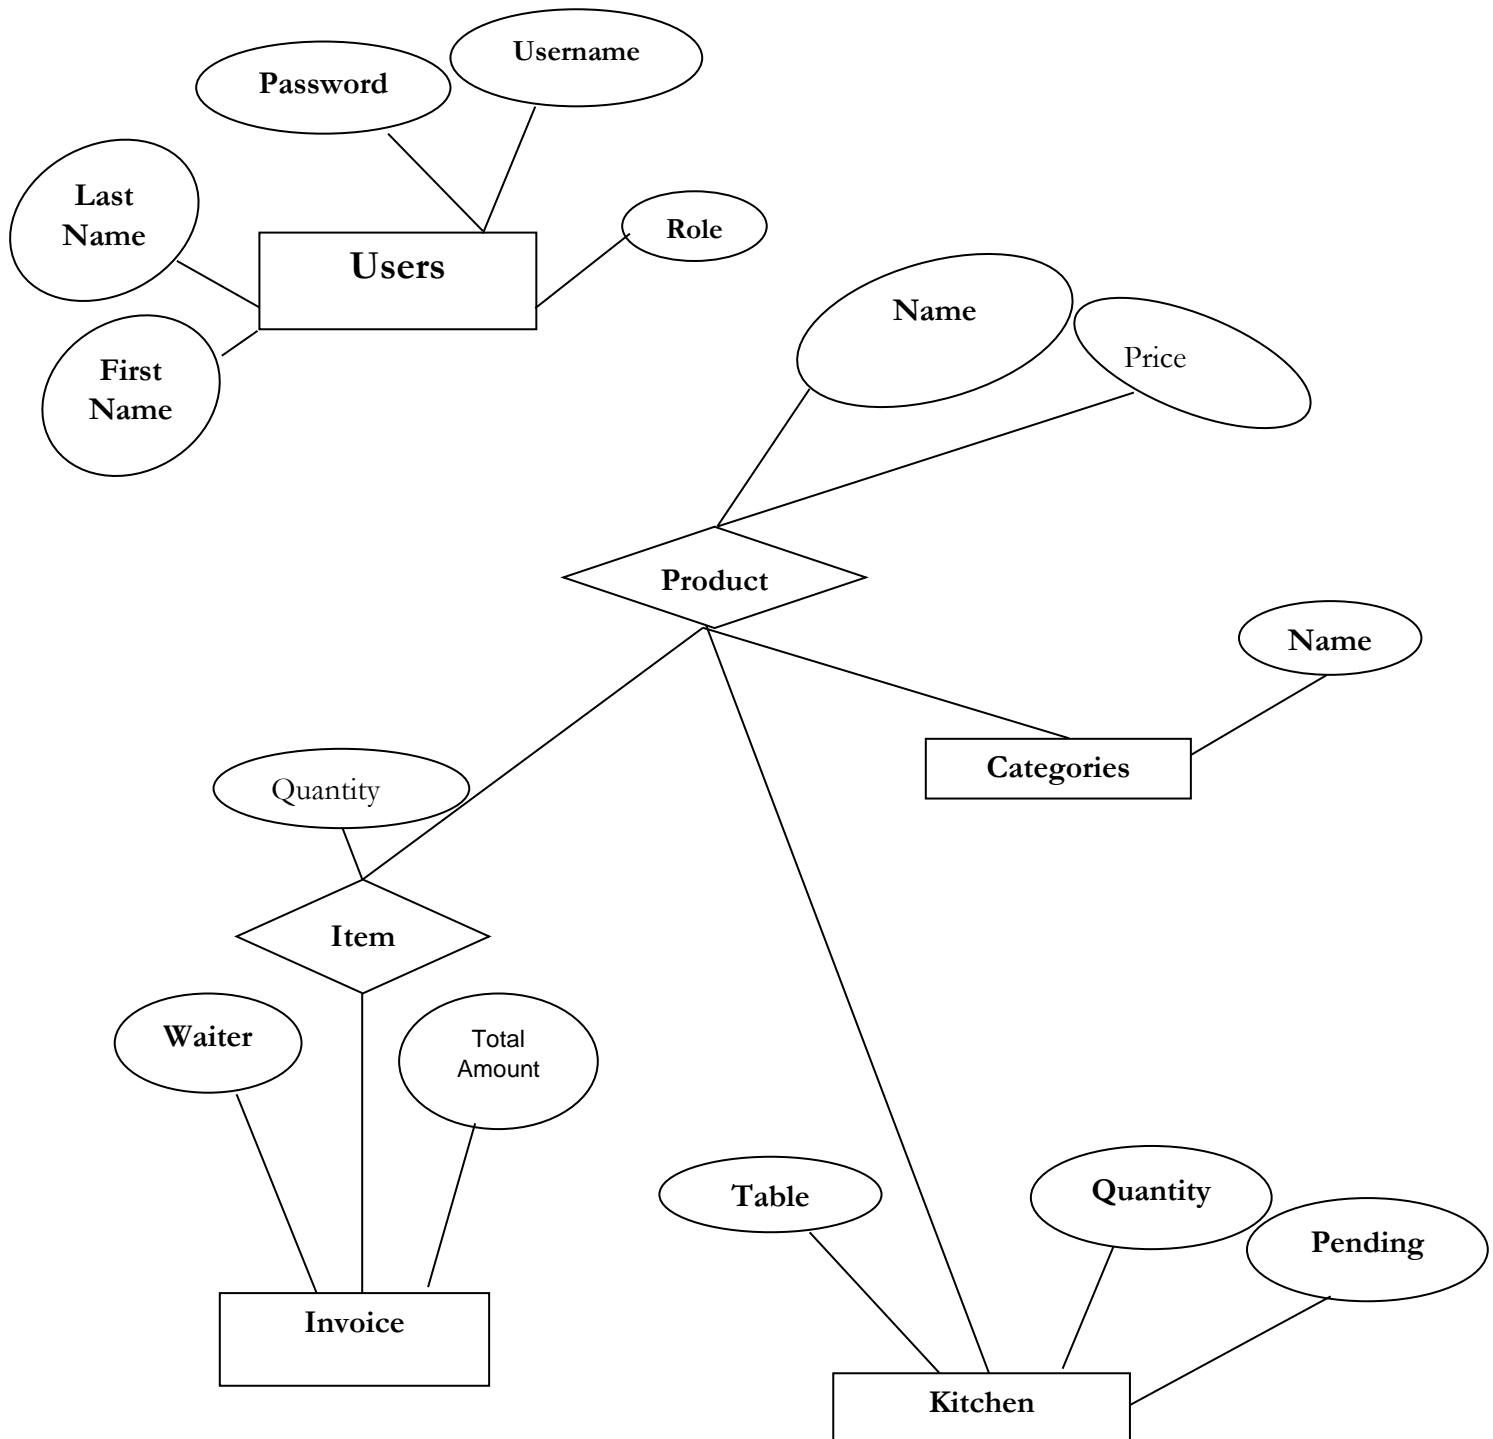 Username
Password
Last
Name
Role
Users
Name
Price
First
Name
Product
Name
Categories
Quantity
Item
Waiter
Total
Amount
Table
Quantity
Pending
Invoice
Kitchen